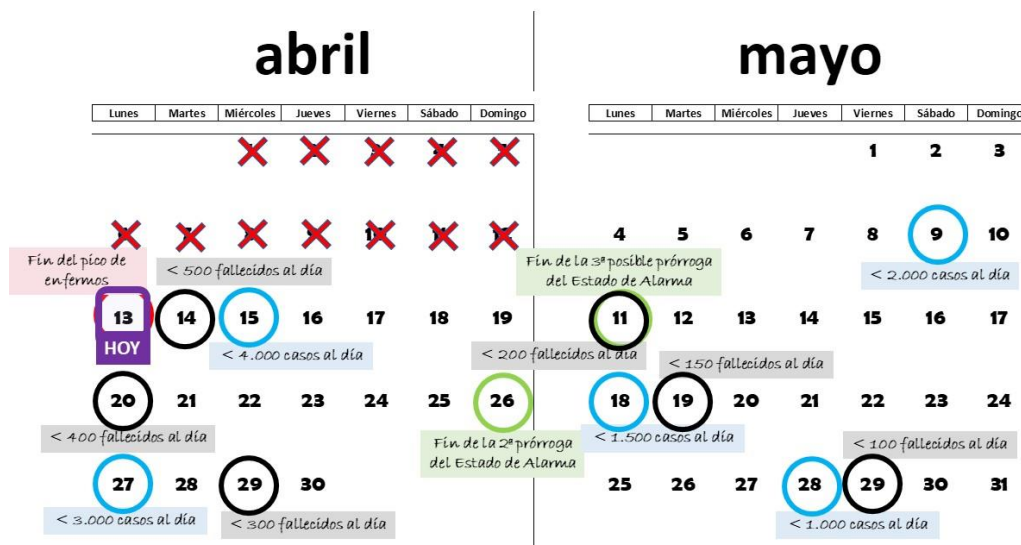 abril
Lunes Martes Miércoles Jueves Viernes Sábado Domingo
Fin del pico de
enfermos
< 500 fallecidos al día
13 14 15 16 17 18 19
HOY
< 4.000 casos al día
20 21 22 23 24 25 26
< 400 fallecidos al día
Fin de la 2ª prórroga
del Estado de Alarma
27 28 29 30
< 3.000 casos al día
< 300 fallecidos al día
mayo
Lunes Martes Miércoles Jueves Viernes Sábado Domingo
1 2 3
4 5 6 7 8 9 10
Fin de la 3ª posible prórroga
del Estado de Alarma
< 2.000 casos al día
11 12 13 14 15 16 17
< 200 fallecidos al día
< 150 fallecidos al día
18 19 20 21 22 23 24
< 1.500 casos al día
< 100 fallecidos al día
25 26 27 28 29 30 31
< 1.000 casos al día